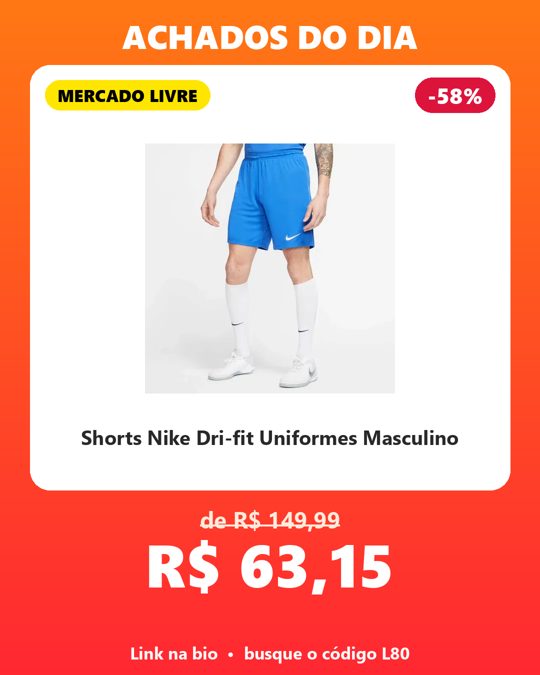 ACHADOS DO DIA
MERCADO LIVRE
-58%
Shorts Nike Dri-fit Uniformes Masculino
de R$ 149,99
R$ 63,15
Link na bio • busque o código L80